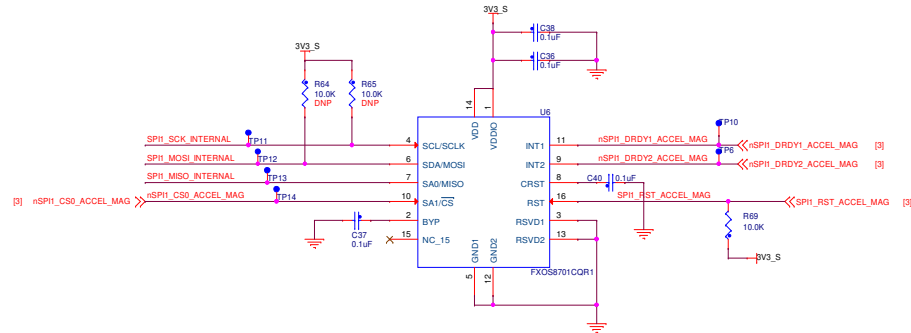 3V3_S
C38
0.1uF
3V3_S
C36
0.1uF
R64
10.0K
DNP
R65
10.0K
DNP
14
1
VDD
VDDIO
U6
TP10
SPI1_SCK_INTERNAL
TP11
4
SCL/SCLK
INT1
11
nSPI1_DRDY1_ACCEL_MAG
nSPI1_DRDY1_ACCEL_MAG
[3]
TP6
SPI1_MOSI_INTERNAL
TP12
6
SDA/MOSI
INT2
9
nSPI1_DRDY2_ACCEL_MAG
nSPI1_DRDY2_ACCEL_MAG
[3]
SPI1_MISO_INTERNAL
TP13
7
SA0/MISO
CRST
8
C40
0.1uF
[3]
nSPI1_CS0_ACCEL_MAG
nSPI1_CS0_ACCEL_MAG
TP14
10
SA1/CS
RST
16
SPI1_RST_ACCEL_MAG
SPI1_RST_ACCEL_MAG
[3]
C37
0.1uF
2
BYP
RSVD1
3
R69
10.0K
15
NC_15
RSVD2
13
3V3_S
GND1
GND2
FXOS8701CQR1
5
12